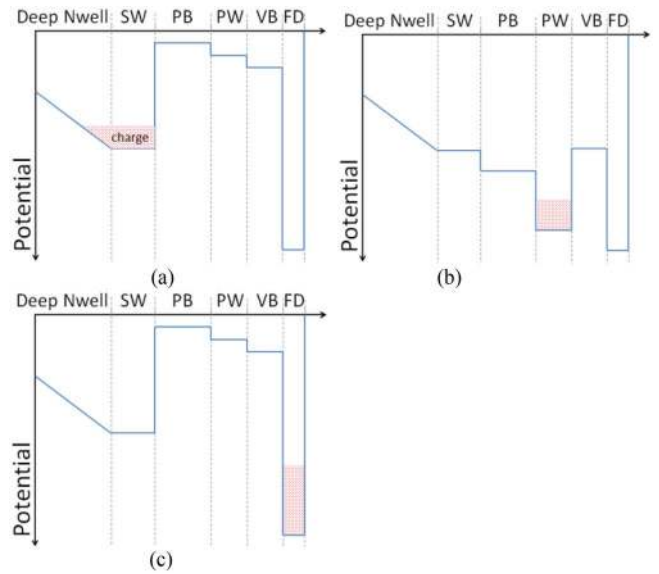 Deep Nwell SW PB PW VB FD
charge
Potential
(a)
Deep Nwell SW PB PW VB FD
Potential
(b)
Deep Nwell SW PB PW VB FD
Potential
(c)